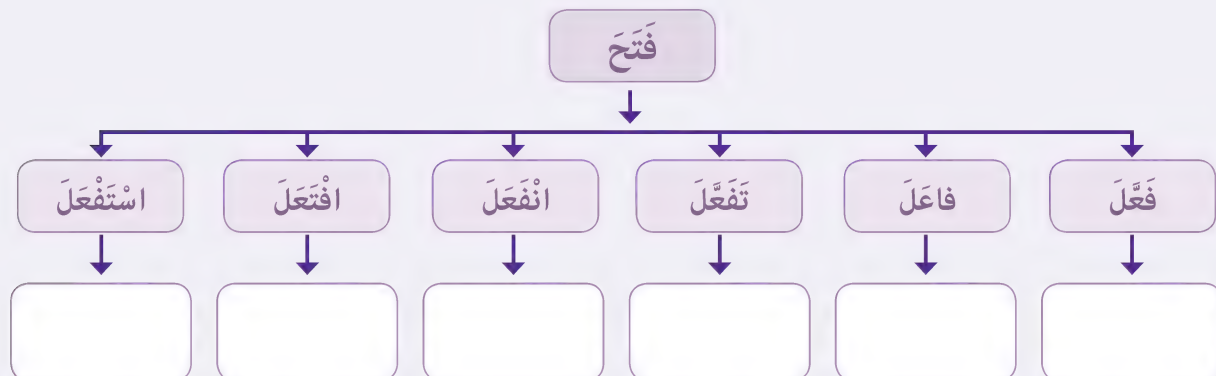 فَتَحَ
فَعَّلَ
فاعَلَ
تَفَعَّلَ
انْفَعَلَ
افْتَعَلَ
اسْتَفْعَلَ